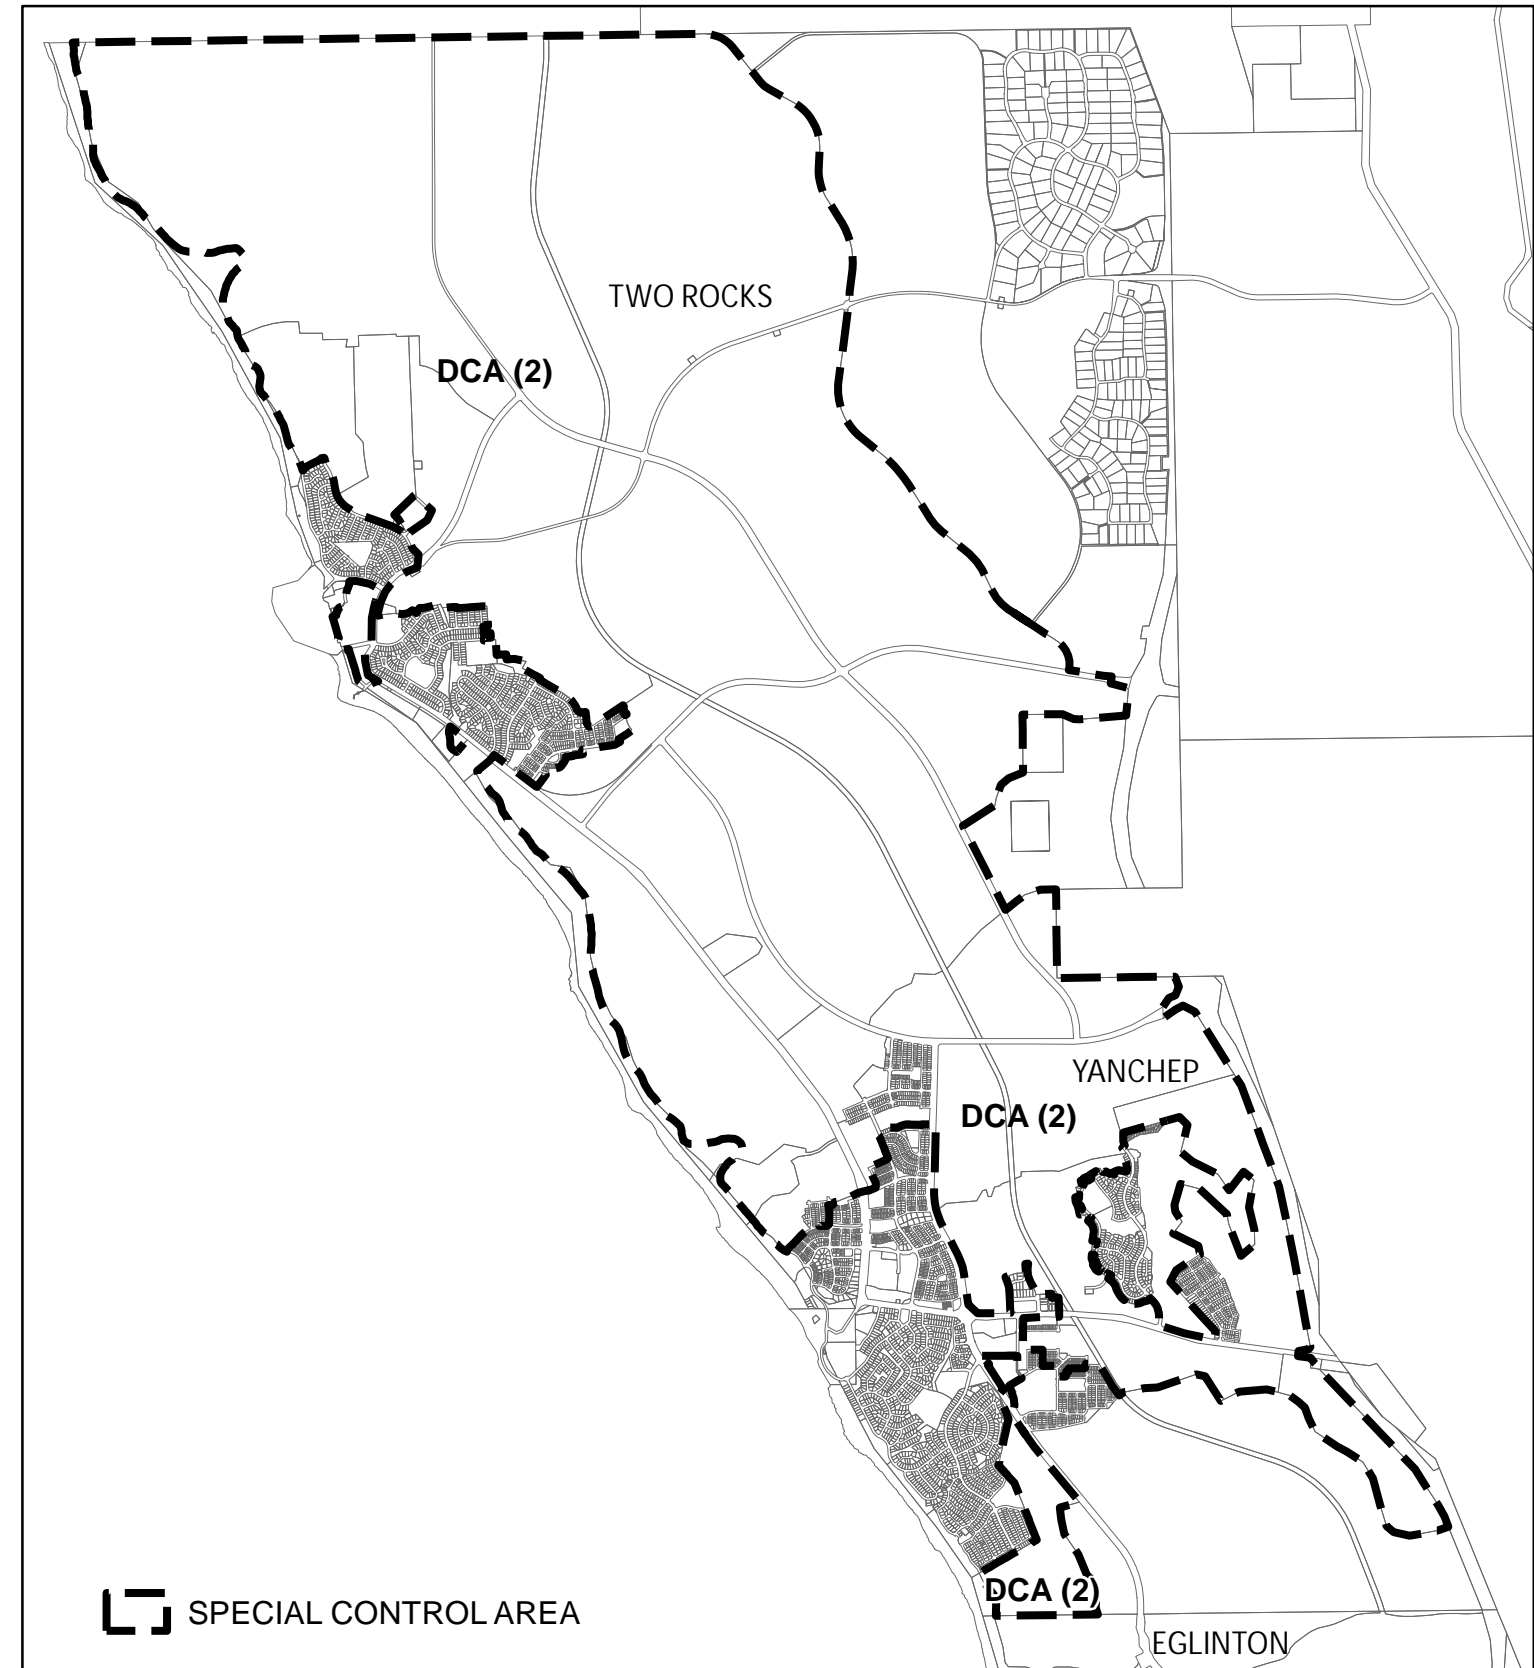 TWO ROCKS
DCA (2)
YANCHEP
DCA (2)
DCA (2)
SPECIAL CONTROL AREA
EGLINTON